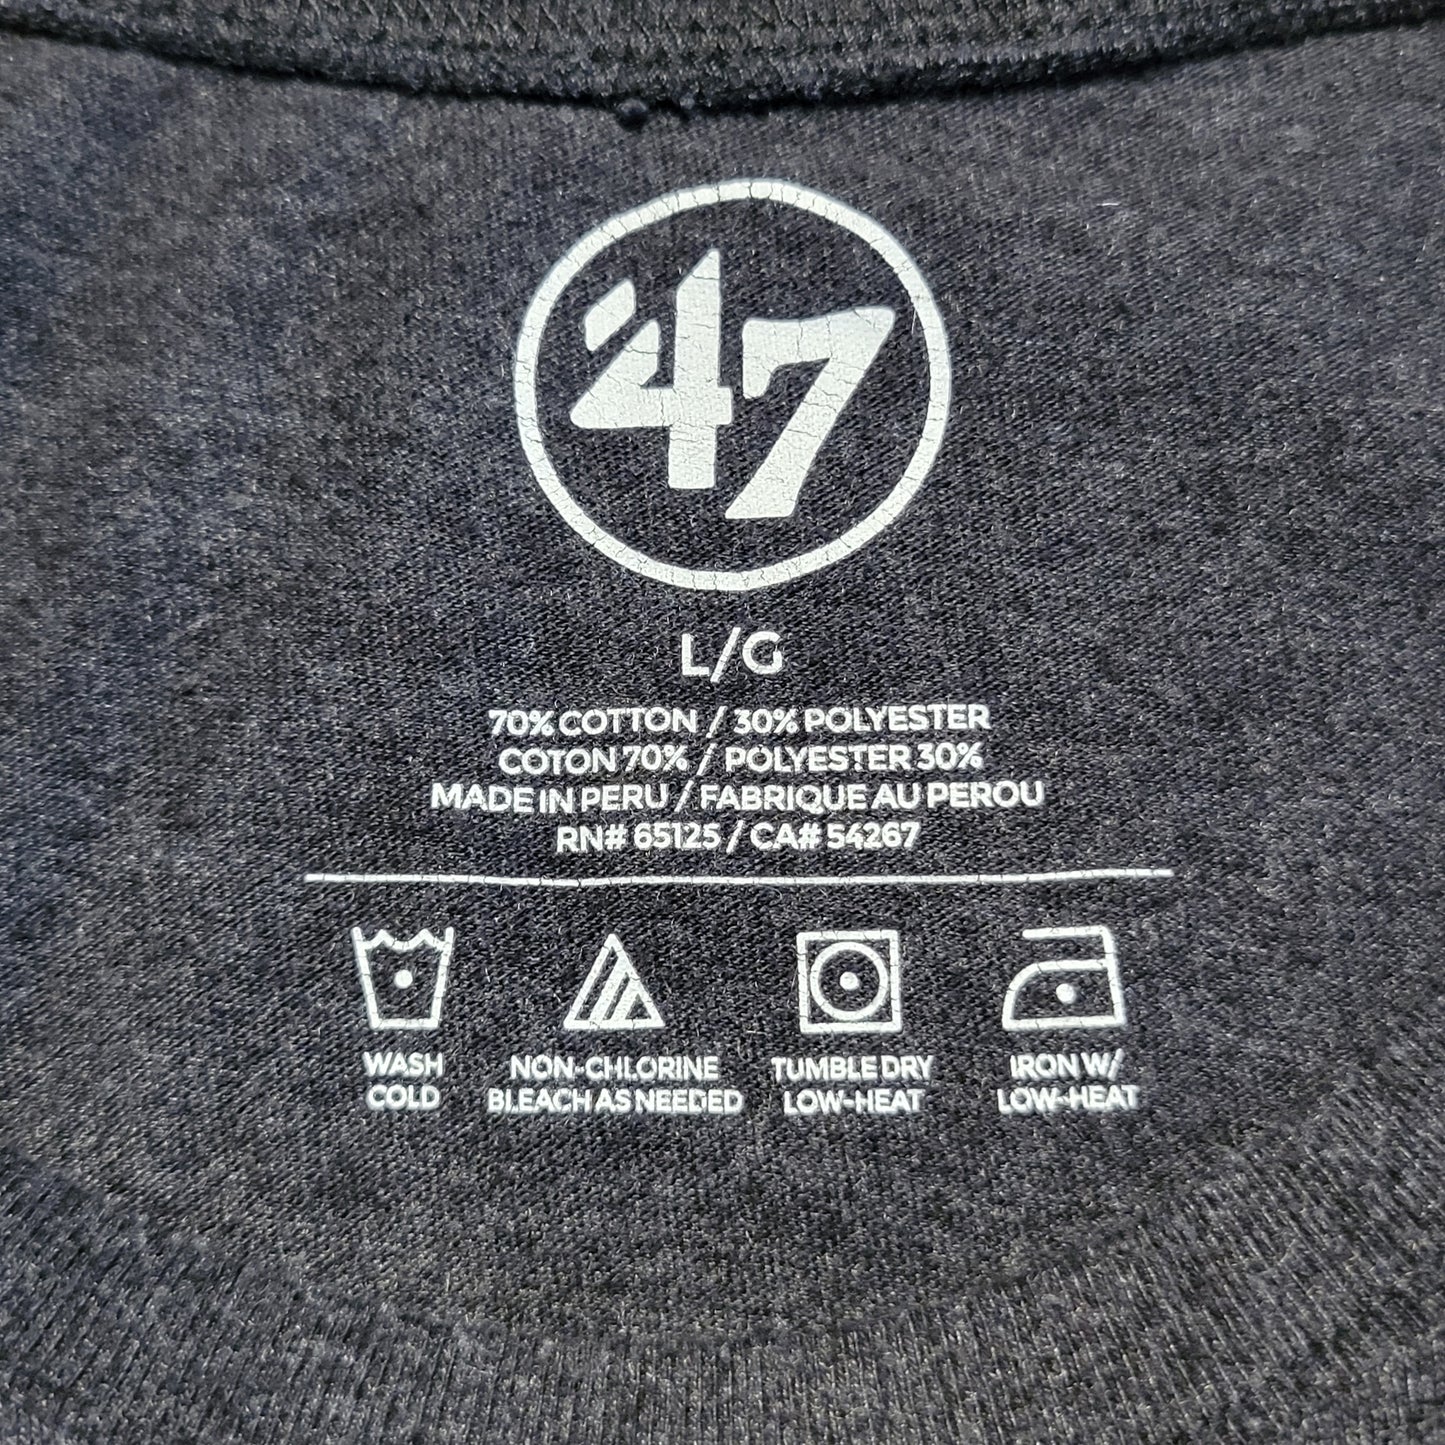 '47
L/G
70% COTTON / 30% POLYESTER
COTON 70% / POLYESTER 30%
MADE IN PERU / FABRIQUE AU PEROU
RN# 65125 / CA# 54267
WASH
COLD
NON-CHLORINE
BLEACH AS NEEDED
TUMBLE DRY
LOW-HEAT
IRON W/
LOW-HEAT